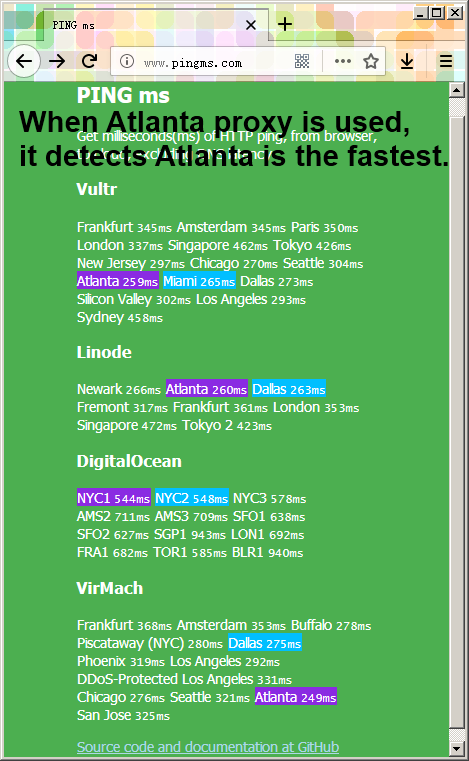 PING ms
www.pingms.com
PING ms
When Atlanta proxy is used,
Get miliseconds(ms) of HTTP ping, from browser,
it detects Atlanta is the fastest.
Vultr
Frankfurt 345ms Amsterdam 345ms Paris 350ms
London 337ms Singapore 462ms Tokyo 426ms
New Jersey 297ms Chicago 270ms Seattle 304ms
Atlanta 259ms Miami 265ms Dallas 273ms
Silicon Valley 302ms Los Angeles 293ms
Sydney 458ms
Linode
Newark 266ms Atlanta 260ms Dallas 263ms
Fremont 317ms Frankfurt 361ms London 353ms
Singapore 472ms Tokyo 2 423ms
DigitalOcean
NYC1 544ms NYC2 548ms NYC3 578ms
AMS2 711ms AMS3 709ms SFO1 638ms
SFO2 627ms SGP1 943ms LON1 692ms
FRA1 682ms TOR1 585ms BLR1 940ms
VirMach
Frankfurt 368ms Amsterdam 353ms Buffalo 278ms
Piscataway (NYC) 280ms Dallas 275ms
Phoenix 319ms Los Angeles 292ms
DDoS-Protected Los Angeles 331ms
Chicago 276ms Seattle 321ms Atlanta 249ms
San Jose 325ms
Source code and documentation at GitHub